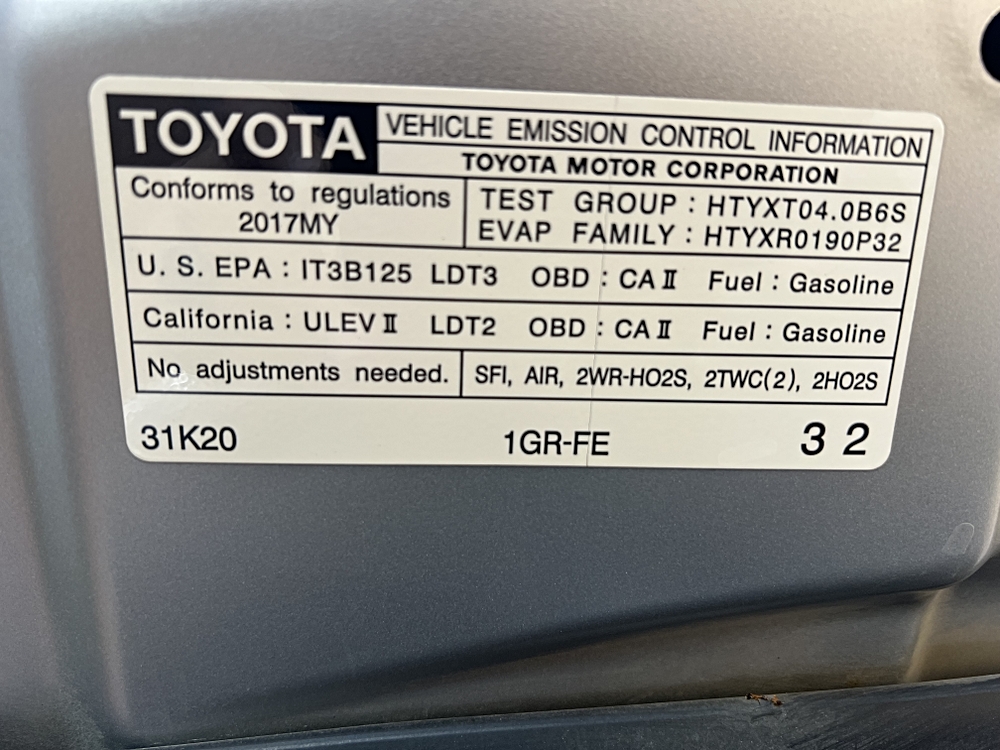 TOYOTA
VEHICLE EMISSION CONTROL INFORMATION
TOYOTA MOTOR CORPORATION
Conforms to regulations
2017MY
TEST GROUP : HTYXT04.0B6S
EVAP FAMILY : HTYXR0190P32
U. S. EPA : IT3B125 LDT3 OBD : CA Ⅱ Fuel : Gasoline
California : ULEV Ⅱ LDT2 OBD : CA Ⅱ Fuel : Gasoline
No adjustments needed.
SFI, AIR, 2WR-HO2S, 2TWC(2), 2HO2S
31K20
1GR-FE
3 2